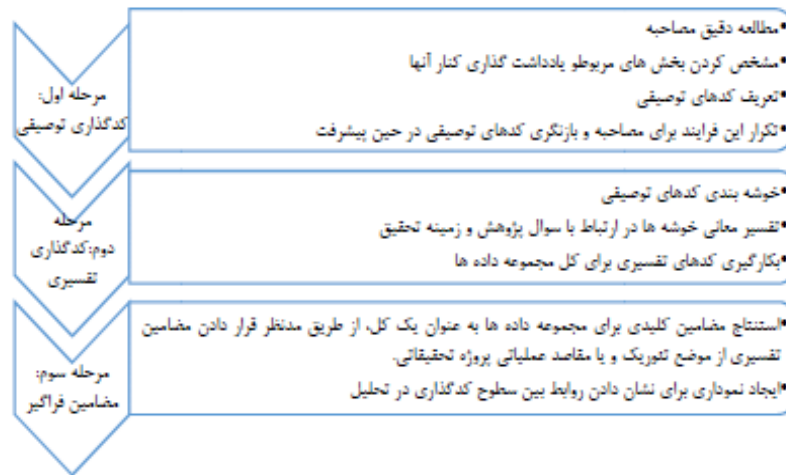 مرحله اول:
کدگذاری توصیفی
•مطالعه دقیق مصاحبه
•مشخص کردن بخش های مربوطو یادداشت گذاری کنار آنها
•تعریف کدهای توصیفی
•تکرار این فرایند برای مصاحبه و بازنگری کدهای توصیفی در حین پیشرفت
مرحله
دوم:کدگذاری
تفسیری
•خوشه بندی کدهای توصیفی
•تفسیر معانی خوشه ها در ارتباط با سوال پژوهش و زمینه تحقیق
•بکارگیری کدهای تفسیری برای کل مجموعه داده ها
مرحله سوم:
مضامین فراگیر
•استنتاج مضامین کلیدی برای مجموعه داده ها به عنوان یک کل، از طریق مدنظر قرار دادن مضامین
تفسیری از موضع تئوریک و یا مقاصد عملیاتی پروژه تحقیقاتی.
•ایجاد نموداری برای نشان دادن روابط بین سطوح کدگذاری در تحلیل